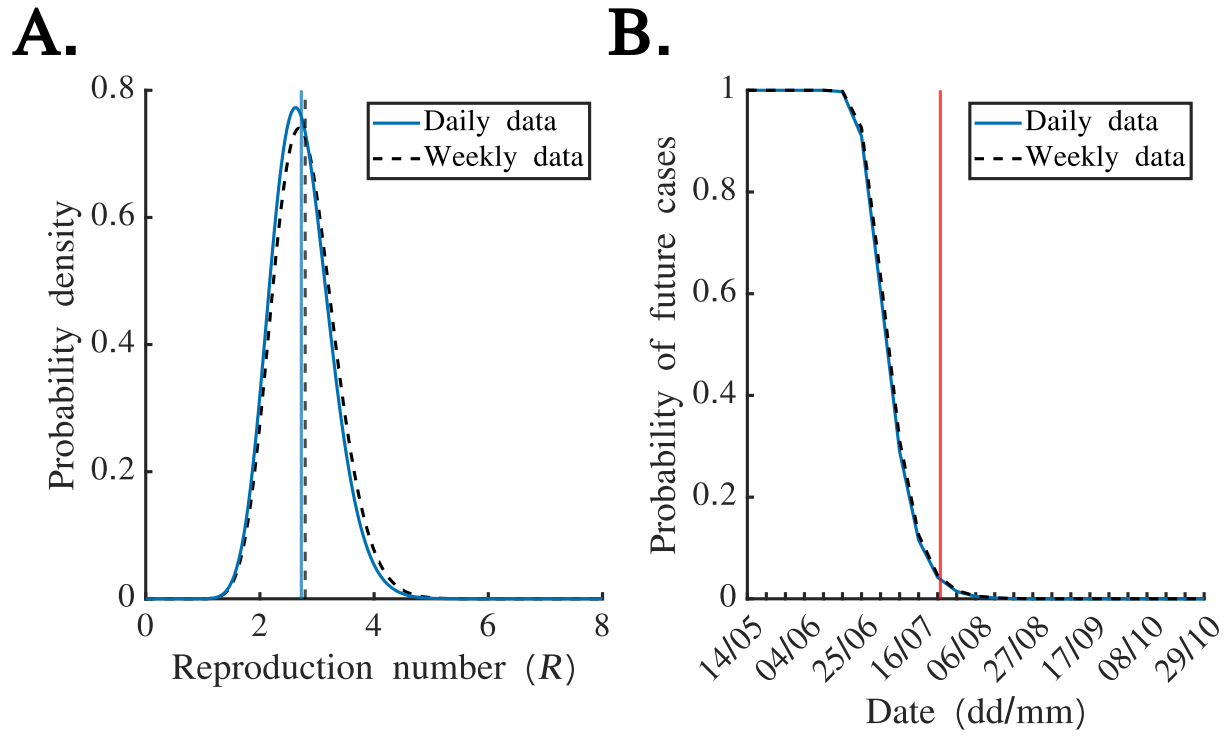 A.
Probability density
0.8
0.6
0.4
0.2
0
0 2 4 6 8
Reproduction number (R)
Daily data
Weekly data
B.
Probability of future cases
1
0.8
0.6
0.4
0.2
0
14/05 04/06 25/06 16/07 06/08 27/08 17/09 08/10 29/10
Date (dd/mm)
Daily data
Weekly data